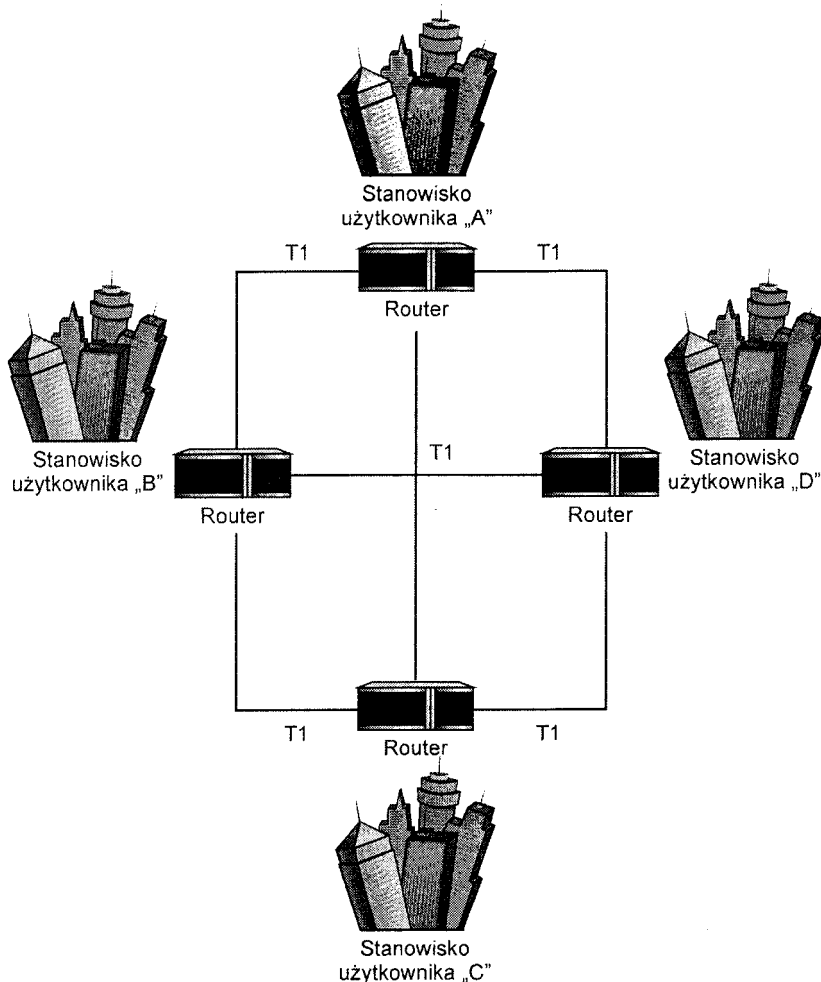 Stanowisko
użytkownika „A”
T1
T1
Router
Stanowisko
użytkownika „B”
T1
Stanowisko
użytkownika „D”
Router
Router
T1
T1
Router
Stanowisko
użytkownika „C”